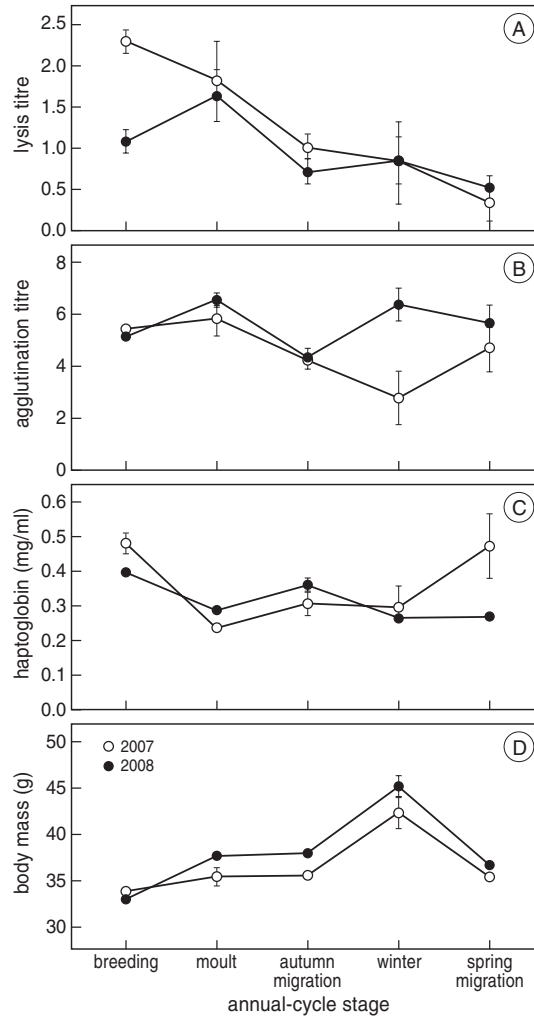 A
2.5
2.0
1.5
1.0
0.5
0.0
lysis titre
B
8
6
4
2
0
agglutination titre
C
0.6
0.5
0.4
0.3
0.2
0.1
0.0
haptoglobin (mg/ml)
D
50
45
40
35
30
body mass (g)
2007
2008
breeding
moult
autumn
migration
winter
spring
migration
annual-cycle stage